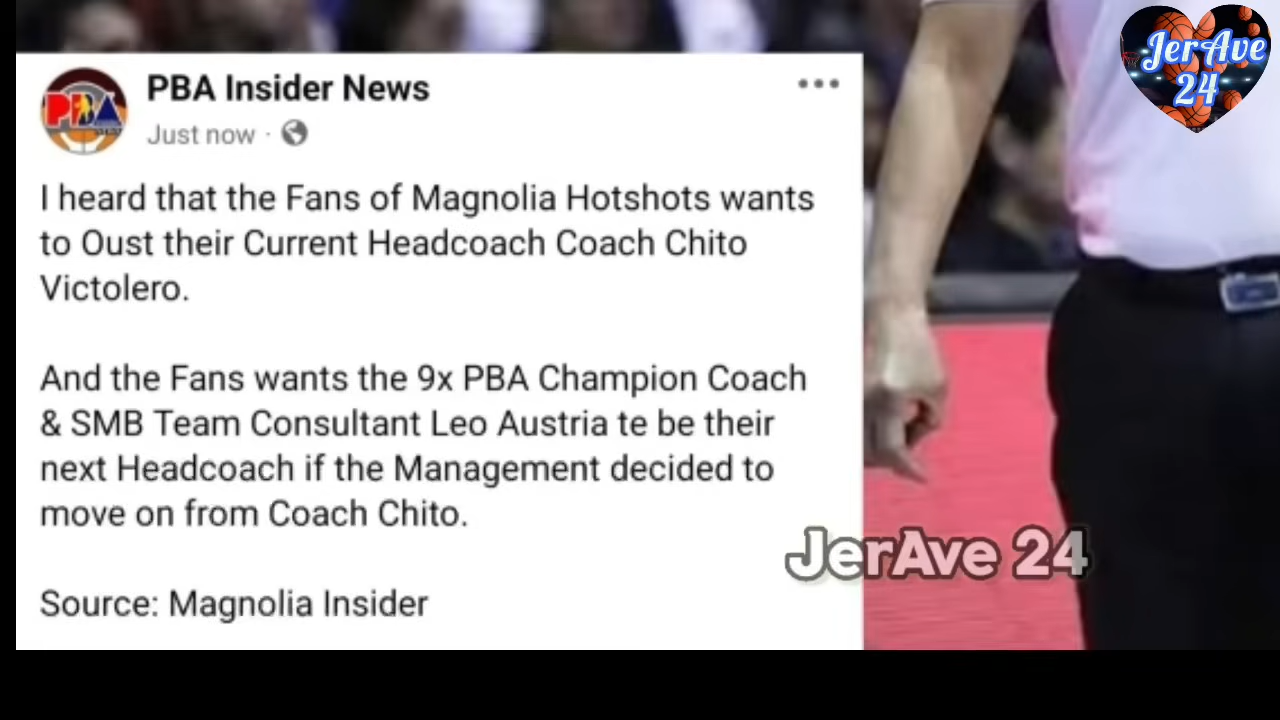 JerAve
24
PBA
PBA Insider News
Just now ·
I heard that the Fans of Magnolia Hotshots wants
to Oust their Current Headcoach Coach Chito
Victolero.
And the Fans wants the 9x PBA Champion Coach
& SMB Team Consultant Leo Austria te be their
next Headcoach if the Management decided to
move on from Coach Chito.
JerAve 24
Source: Magnolia Insider